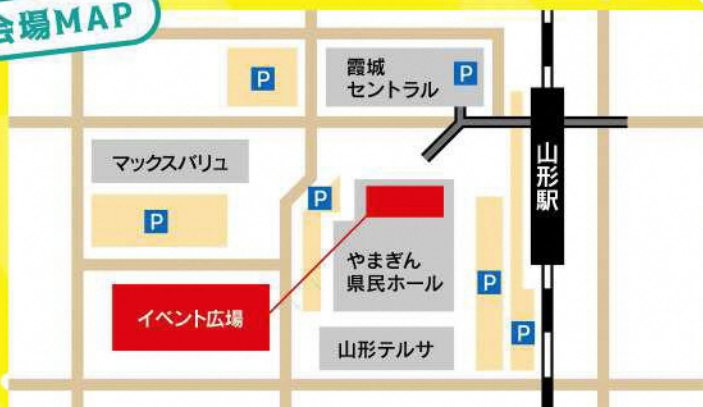 会場MAP
P
霞城
セントラル
P
マックスバリュ
P
P
山形駅
やまぎん
県民ホール
P
イベント広場
山形テルサ
P